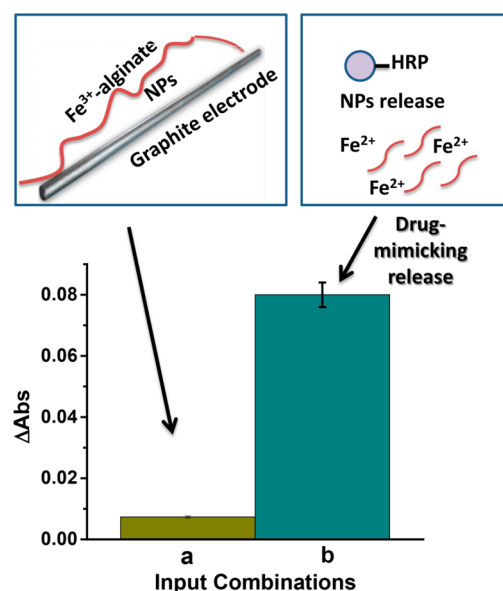 Fe³⁺-alginate
NPs
Graphite electrode
HRP
NPs release
Fe²⁺
Fe²⁺
Fe²⁺
Drug-
mimicking
release
0.08
0.06
0.04
0.02
0.00
ΔAbs
a
b
Input Combinations